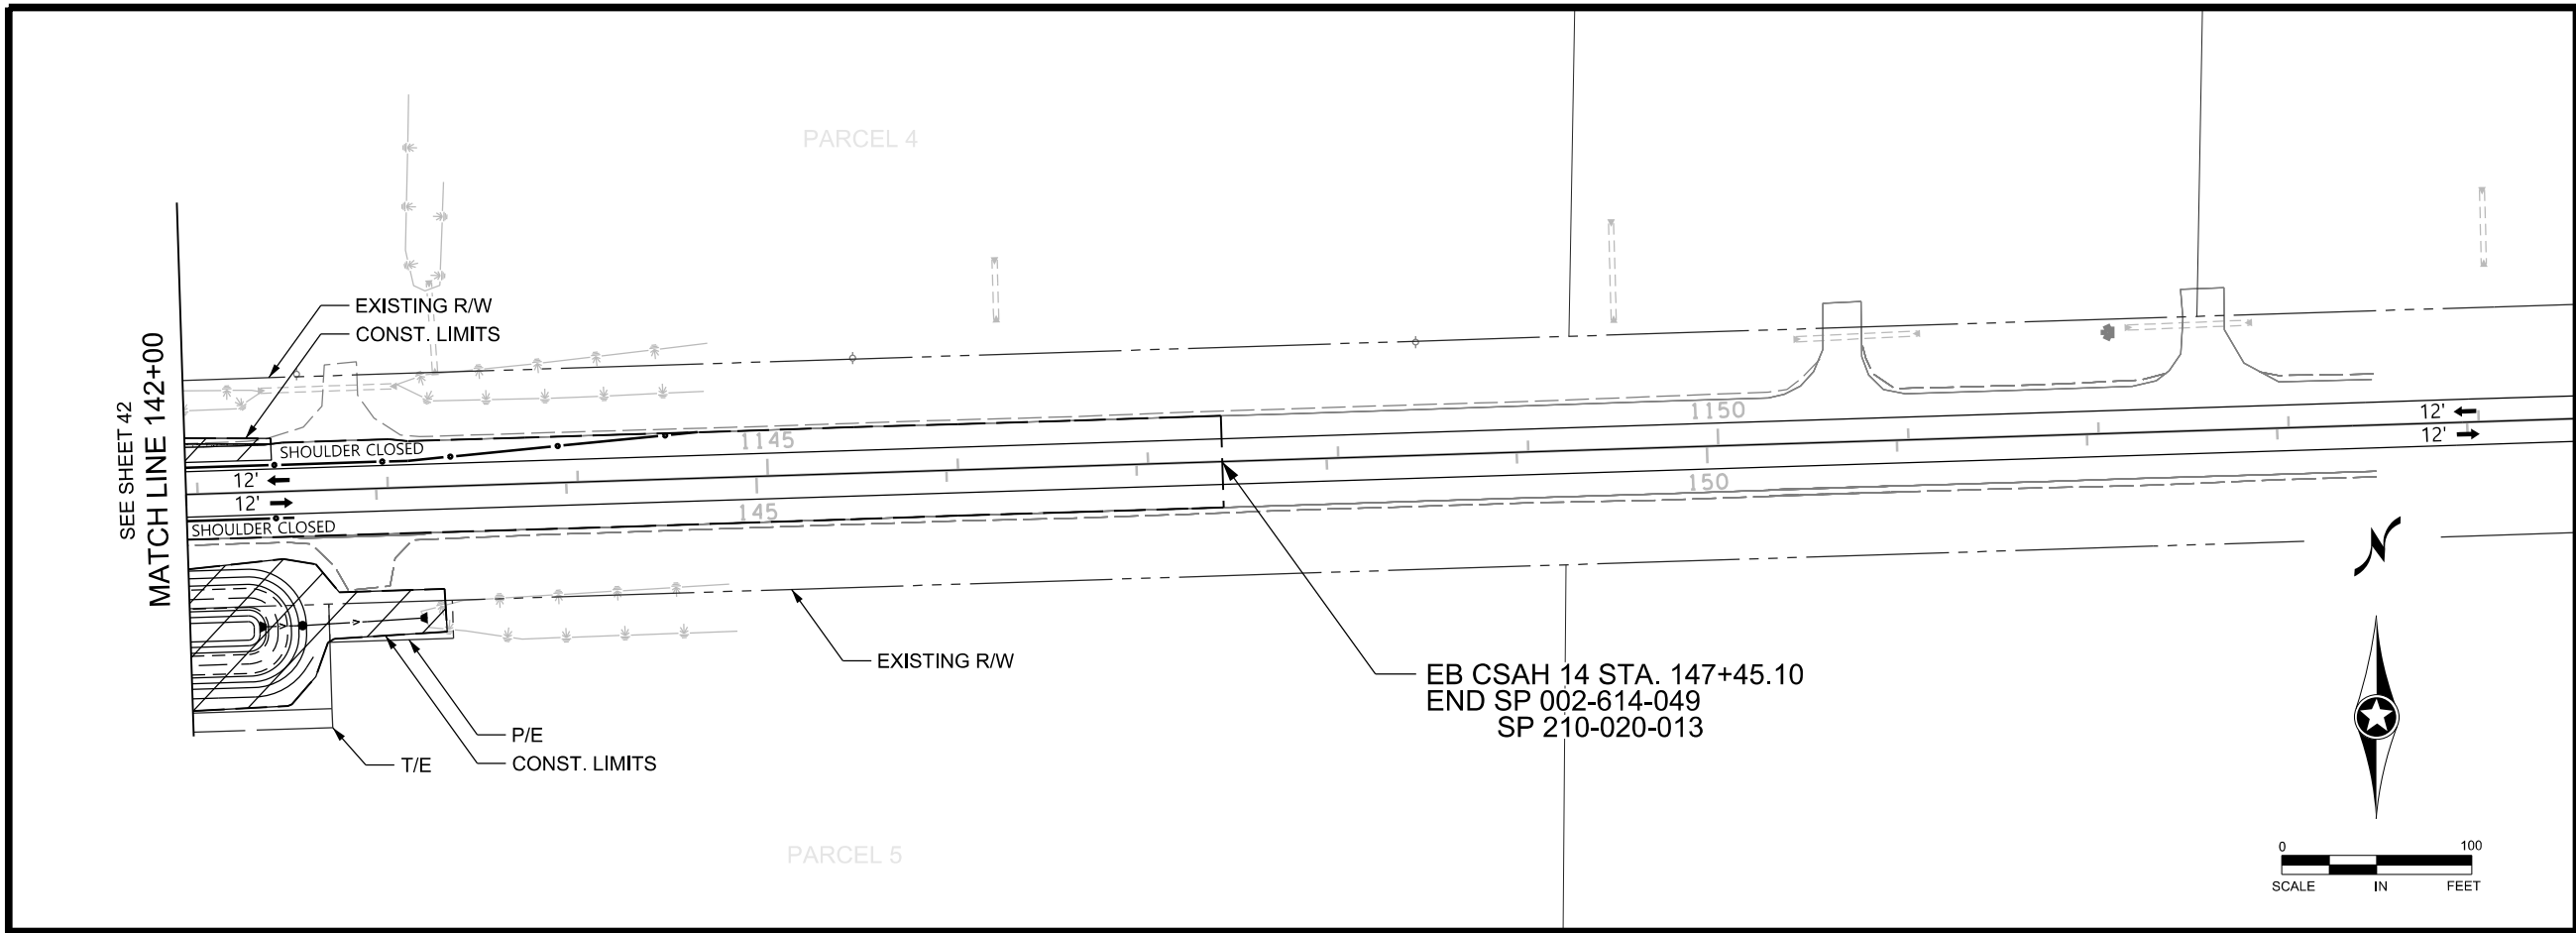 PARCEL 4
EXISTING R/W
CONST. LIMITS
SEE SHEET 42
MATCH LINE 142+00
SHOULDER CLOSED
1145
1150
12'
12'
12'
12'
145
150
SHOULDER CLOSED
N
EXISTING R/W
EB CSAH 14 STA. 147+45.10
END SP 002-614-049
SP 210-020-013
P/E
CONST. LIMITS
T/E
PARCEL 5
0 100
SCALE IN FEET